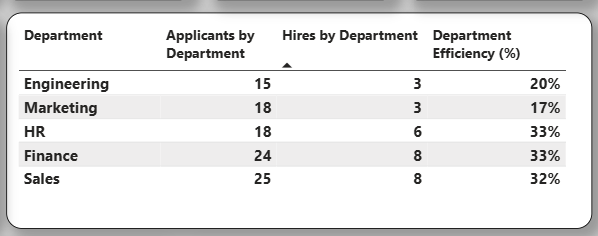 Department Applicants by Department Hires by Department Department Efficiency (%)
Engineering 15 3 20%
Marketing 18 3 17%
HR 18 6 33%
Finance 24 8 33%
Sales 25 8 32%